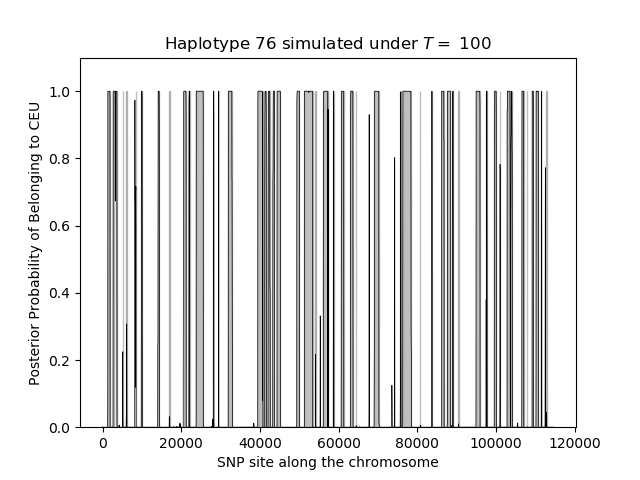 Haplotype 76 simulated under T = 100
Posterior Probability of Belonging to CEU
1.0
0.8
0.6
0.4
0.2
0.0
0 20000 40000 60000 80000 100000 120000
SNP site along the chromosome